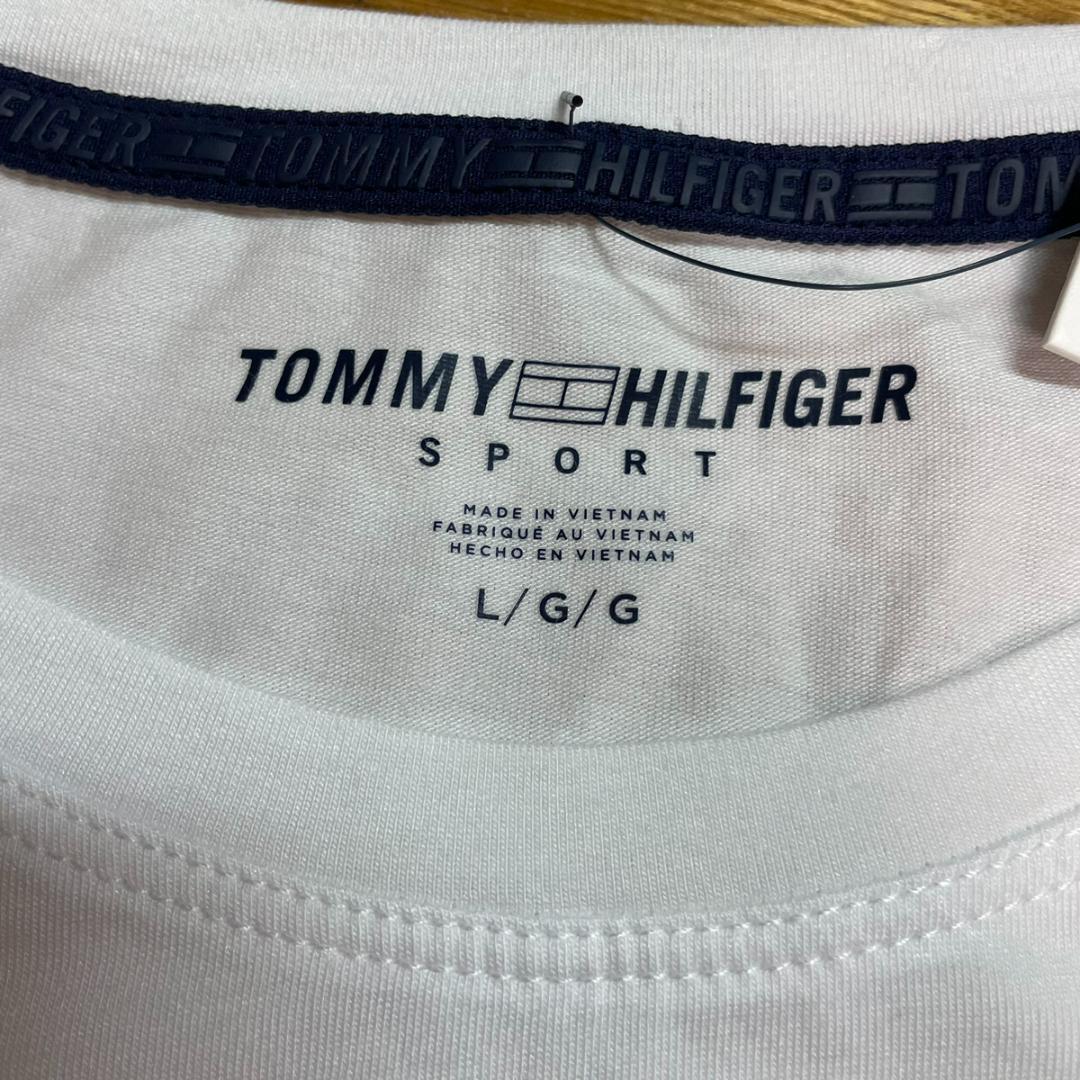 FIGER TOMMY HILFIGER TOM
TOMMY HILFIGER
SPORT
MADE IN VIETNAM
FABRIQUÉ AU VIETNAM
HECHO EN VIETNAM
L/G/G